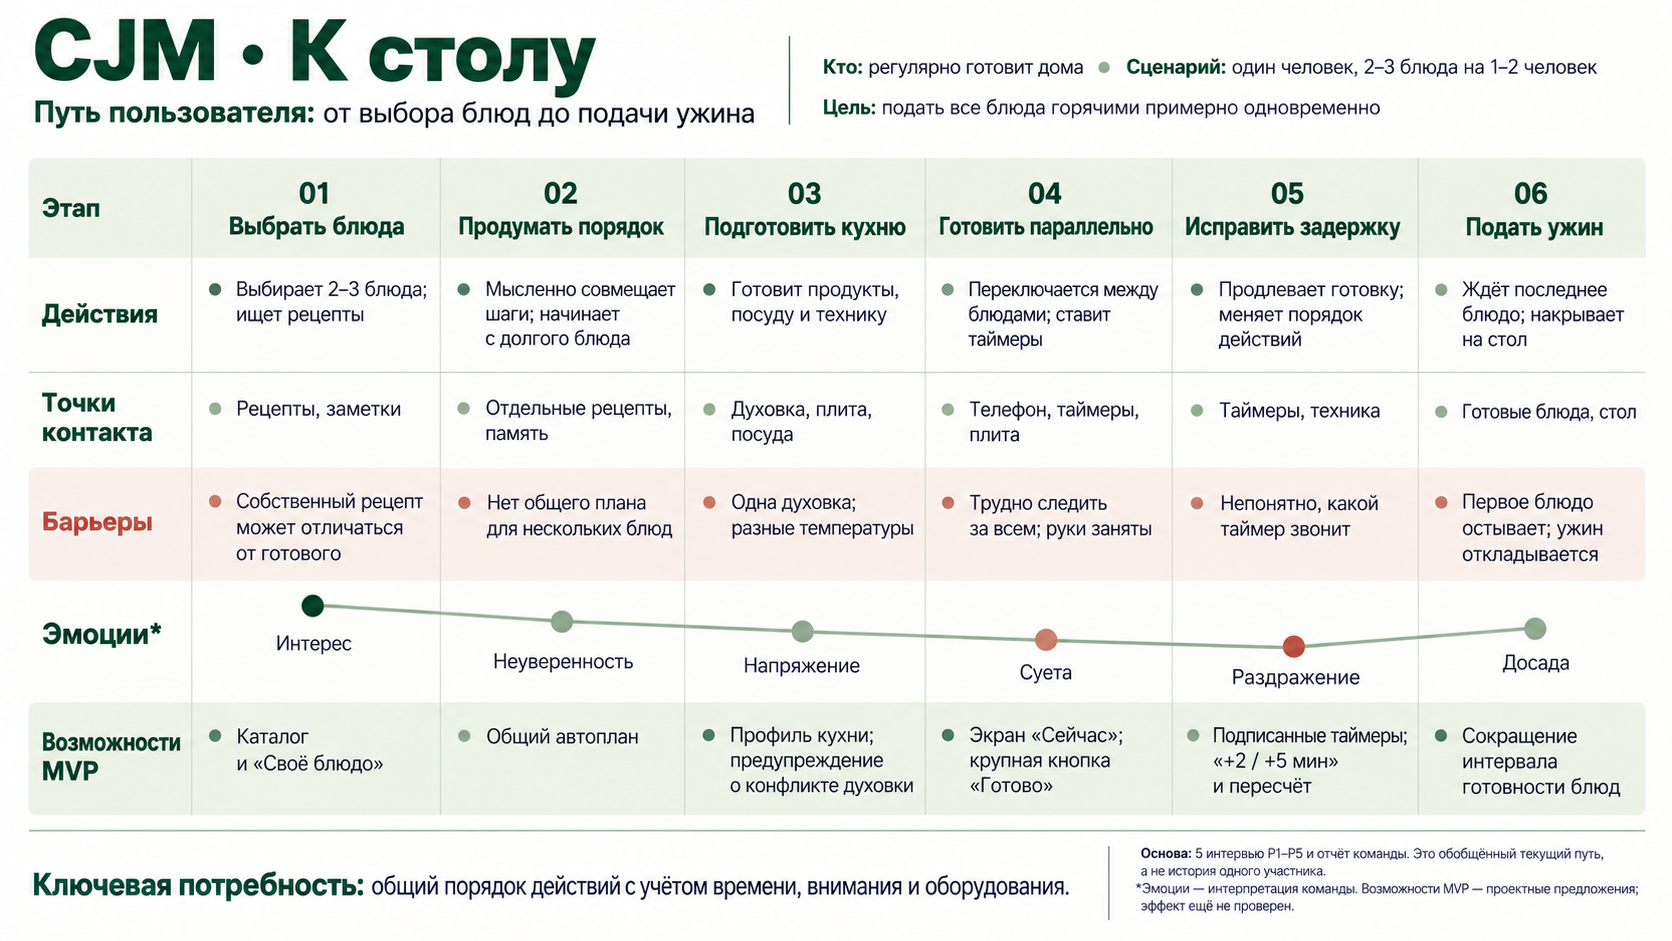 CJM · К столу
Путь пользователя: от выбора блюд до подачи ужина
Кто: регулярно готовит дома • Сценарий: один человек, 2–3 блюда на 1–2 человек
Цель: подать все блюда горячими примерно одновременно
Этап
01
Выбрать блюда
02
Продумать порядок
03
Подготовить кухню
04
Готовить параллельно
05
Исправить задержку
06
Подать ужин
Действия
Выбирает 2–3 блюда;
ищет рецепты
Мысленно совмещает
шаги; начинает
с долгого блюда
Готовит продукты,
посуду и технику
Переключается между
блюдами; ставит
таймеры
Продлевает готовку;
меняет порядок
действий
Ждёт последнее
блюдо; накрывает
на стол
Точки
контакта
Рецепты, заметки
Отдельные рецепты,
память
Духовка, плита,
посуда
Телефон, таймеры,
плита
Таймеры, техника
Готовые блюда, стол
Барьеры
Собственный рецепт
может отличаться
от готового
Нет общего плана
для нескольких блюд
Одна духовка;
разные температуры
Трудно следить
за всем; руки заняты
Непонятно, какой
таймер звонит
Первое блюдо
остывает; ужин
откладывается
Эмоции*
Интерес
Неуверенность
Напряжение
Суета
Раздражение
Досада
Возможности
MVP
Каталог
и «Своё блюдо»
Общий автоплан
Профиль кухни;
предупреждение
о конфликте духовки
Экран «Сейчас»;
крупная кнопка
«Готово»
Подписанные таймеры;
«+2 / +5 мин»
и пересчёт
Сокращение
интервала
готовности блюд
Ключевая потребность: общий порядок действий с учётом времени, внимания и оборудования.
Основа: 5 интервью P1–P5 и отчёт команды. Это обобщённый текущий путь,
а не история одного участника.
*Эмоции — интерпретация команды. Возможности MVP — проектные предложения;
эффект ещё не проверен.